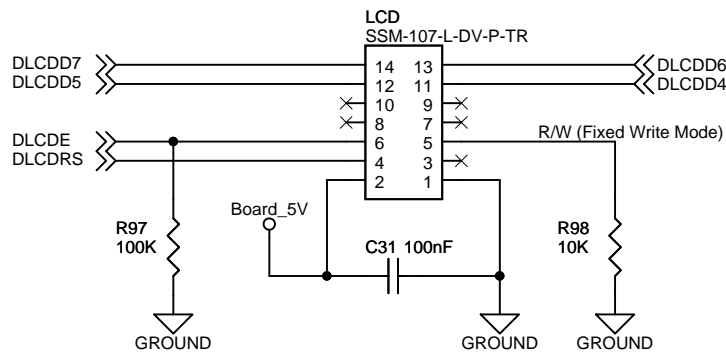 LCD
SSM-107-L-DV-P-TR
DLCDD7
14
13
DLCDD6
DLCDD5
12
11
DLCDD4
10
9
8
7
R/W (Fixed Write Mode)
DLCDE
6
5
DLCDRS
4
3
2
1
Board_5V
R97
100K
C31 100nF
R98
10K
GROUND
GROUND
GROUND